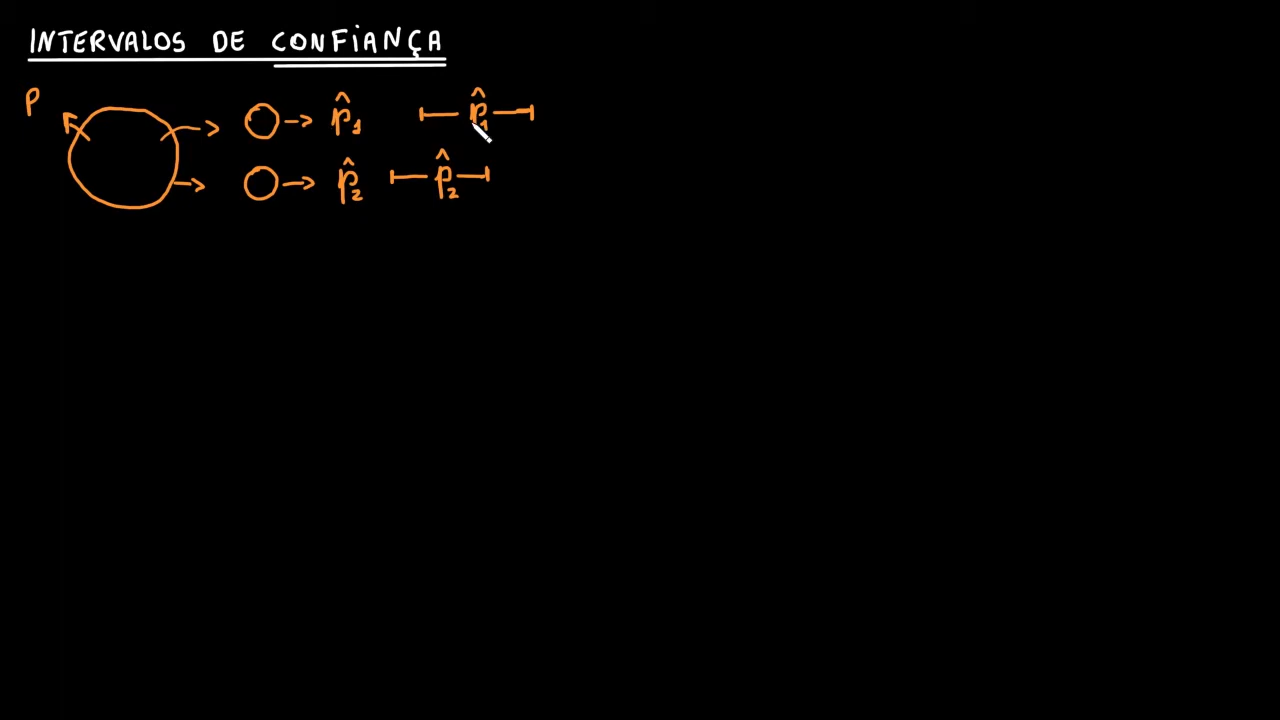 INTERVALOS DE CONFIANÇA
P → p̂₁ p̂₁
→ p̂₂ p̂₂